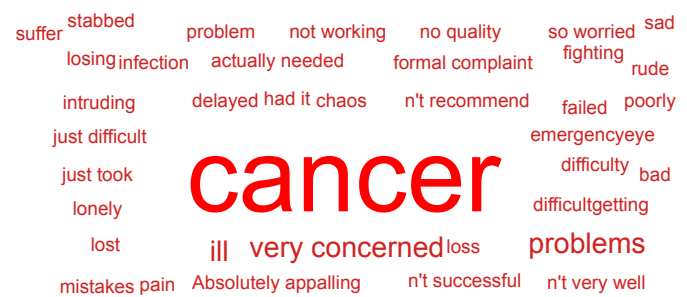 suffer stabbed problem not working no quality so worried sad
losing infection actually needed formal complaint fighting rude
intruding delayed had it chaos n't recommend failed poorly
just difficult emergencyeye
just took cancer difficulty bad
lonely difficultgetting
lost ill very concerned loss problems
mistakes pain Absolutely appalling n't successful n't very well